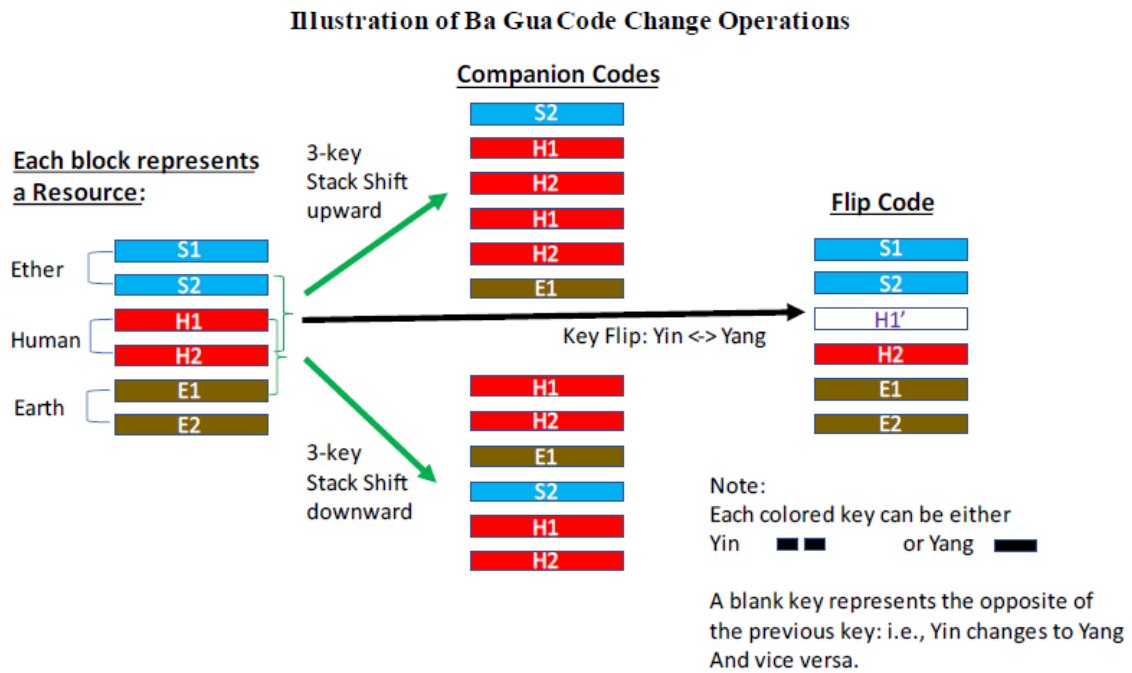 Illustration of Ba Gua Code Change Operations
Companion Codes
Each block represents
a Resource:
Ether
Human
Earth
S1
S2
H1
H2
E1
E2
3-key
Stack Shift
upward
S2
H1
H2
H1
H2
E1
Key Flip: Yin <-> Yang
3-key
Stack Shift
downward
H1
H2
E1
S2
H1
H2
Flip Code
S1
S2
H1’
H2
E1
E2
Note:
Each colored key can be either
Yin or Yang
A blank key represents the opposite of
the previous key: i.e., Yin changes to Yang
And vice versa.